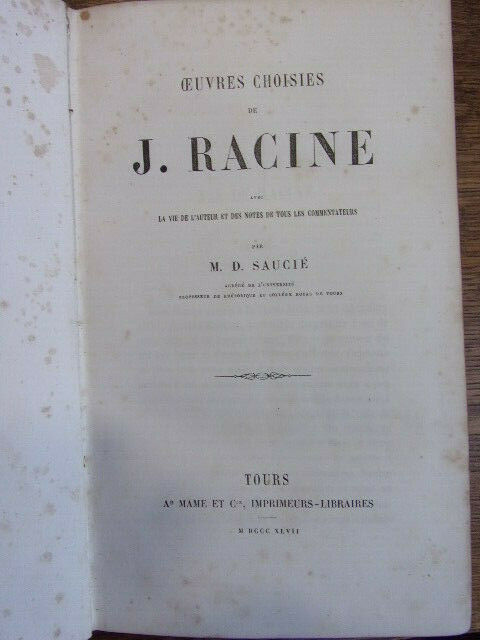 ŒUVRES CHOISIES
DE
J. RACINE
AVEC
LA VIE DE L'AUTEUR ET DES NOTES DE TOUS LES COMMENTATEURS
PAR
M. D. SAUCIÉ
AGRÉGÉ DE L'UNIVERSITÉ
PROFESSEUR DE RHÉTORIQUE AU COLLÉGE ROYAL DE TOURS
TOURS
Aᴰ MAME ET Cⁱᵉ, IMPRIMEURS-LIBRAIRES
M DCCC XLVII